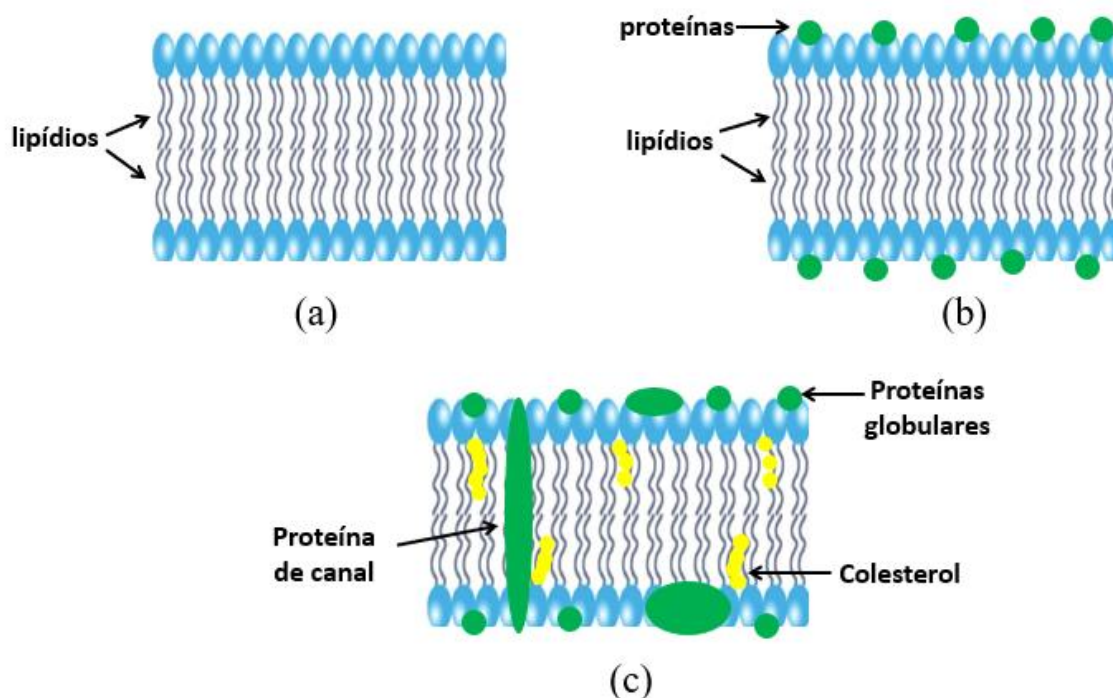 lipídios
(a)
proteínas
lipídios
(b)
Proteínas
globulares
Proteína
de canal
Colesterol
(c)